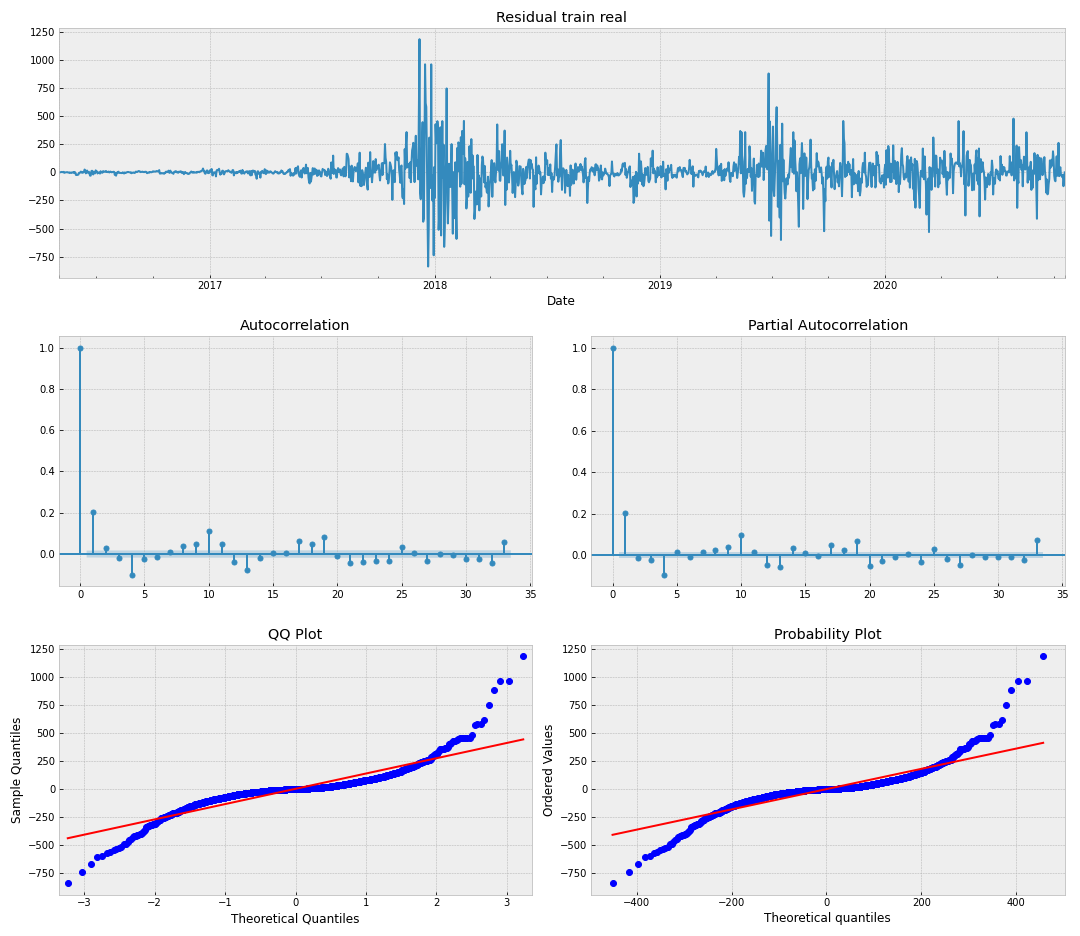 Residual train real
1250
1000
750
500
250
0
−250
−500
−750
2017 2018 2019 2020
Date
Autocorrelation
1.0
0.8
0.6
0.4
0.2
0.0
0 5 10 15 20 25 30 35
Partial Autocorrelation
1.0
0.8
0.6
0.4
0.2
0.0
0 5 10 15 20 25 30 35
QQ Plot
Sample Quantiles
1250
1000
750
500
250
0
−250
−500
−750
−3 −2 −1 0 1 2 3
Theoretical Quantiles
Probability Plot
Ordered Values
1250
1000
750
500
250
0
−250
−500
−750
−400 −200 0 200 400
Theoretical quantiles